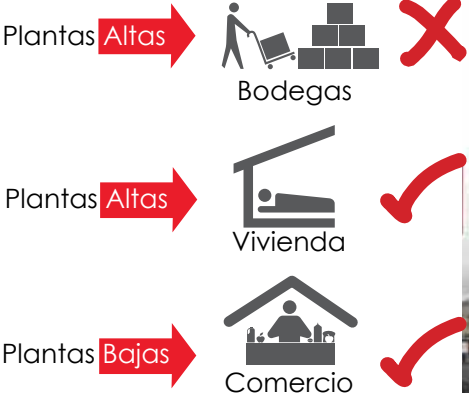 Plantas Altas
Bodegas
Plantas Altas
Vivienda
Plantas Bajas
Comercio